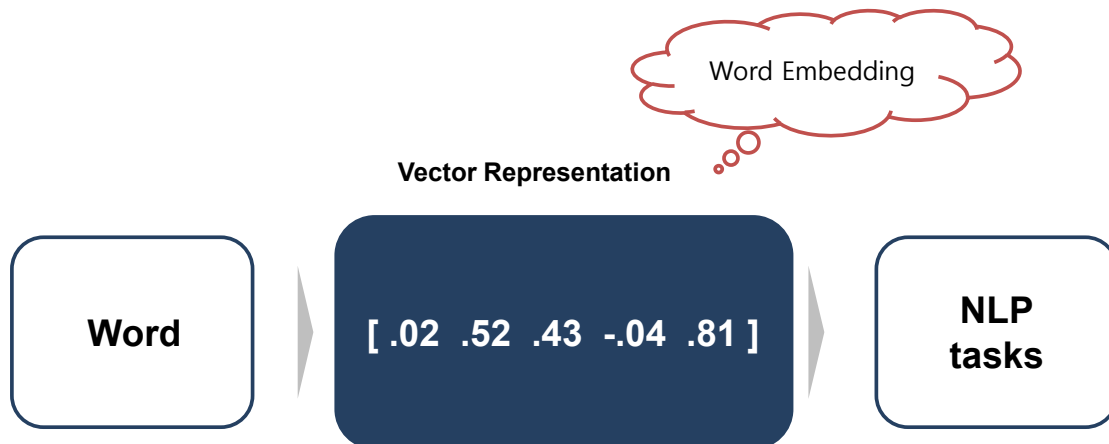 Word Embedding
Vector Representation
Word
[ .02 .52 .43 -.04 .81 ]
NLP
tasks